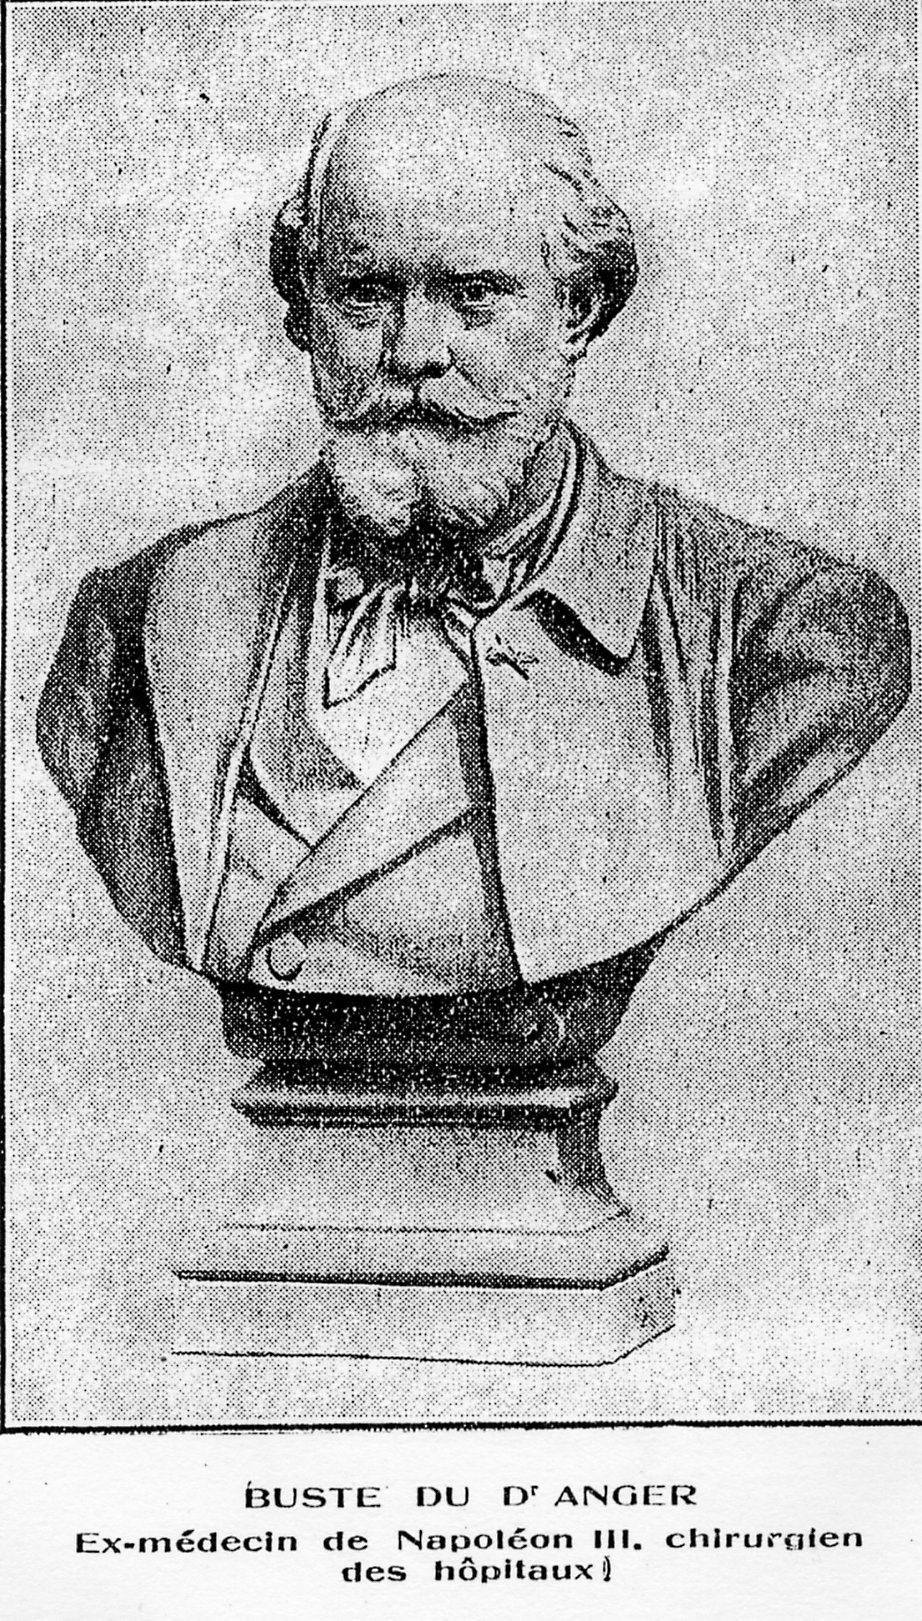 BUSTE DU Dr ANGER
Ex-médecin de Napoléon III. chirurgien
des hôpitaux)